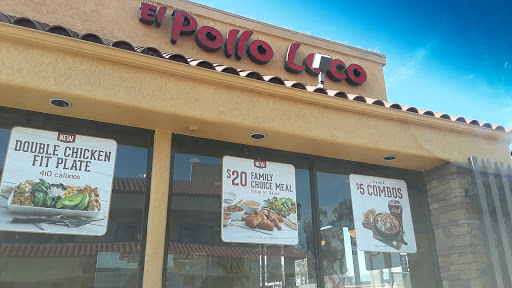 El Pollo Loco
NEW
DOUBLE CHICKEN
FIT PLATE
410 calories
NEW
$20 FAMILY
CHOICE MEAL
$5 COMBOS